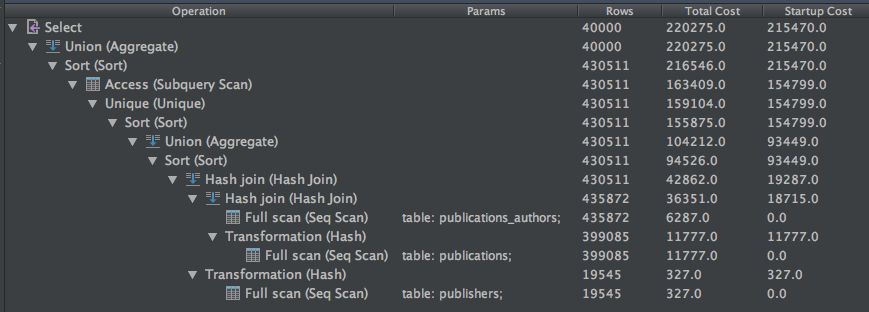 Operation Params Rows Total Cost Startup Cost
Select 40000 220275.0 215470.0
Union (Aggregate) 40000 220275.0 215470.0
Sort (Sort) 430511 216546.0 215470.0
Access (Subquery Scan) 430511 163409.0 154799.0
Unique (Unique) 430511 159104.0 154799.0
Sort (Sort) 430511 155875.0 154799.0
Union (Aggregate) 430511 104212.0 93449.0
Sort (Sort) 430511 94526.0 93449.0
Hash join (Hash Join) 430511 42862.0 19287.0
Hash join (Hash Join) 435872 36351.0 18715.0
Full scan (Seq Scan) table: publications_authors; 435872 6287.0 0.0
Transformation (Hash) 399085 11777.0 11777.0
Full scan (Seq Scan) table: publications; 399085 11777.0 0.0
Transformation (Hash) 19545 327.0 327.0
Full scan (Seq Scan) table: publishers; 19545 327.0 0.0